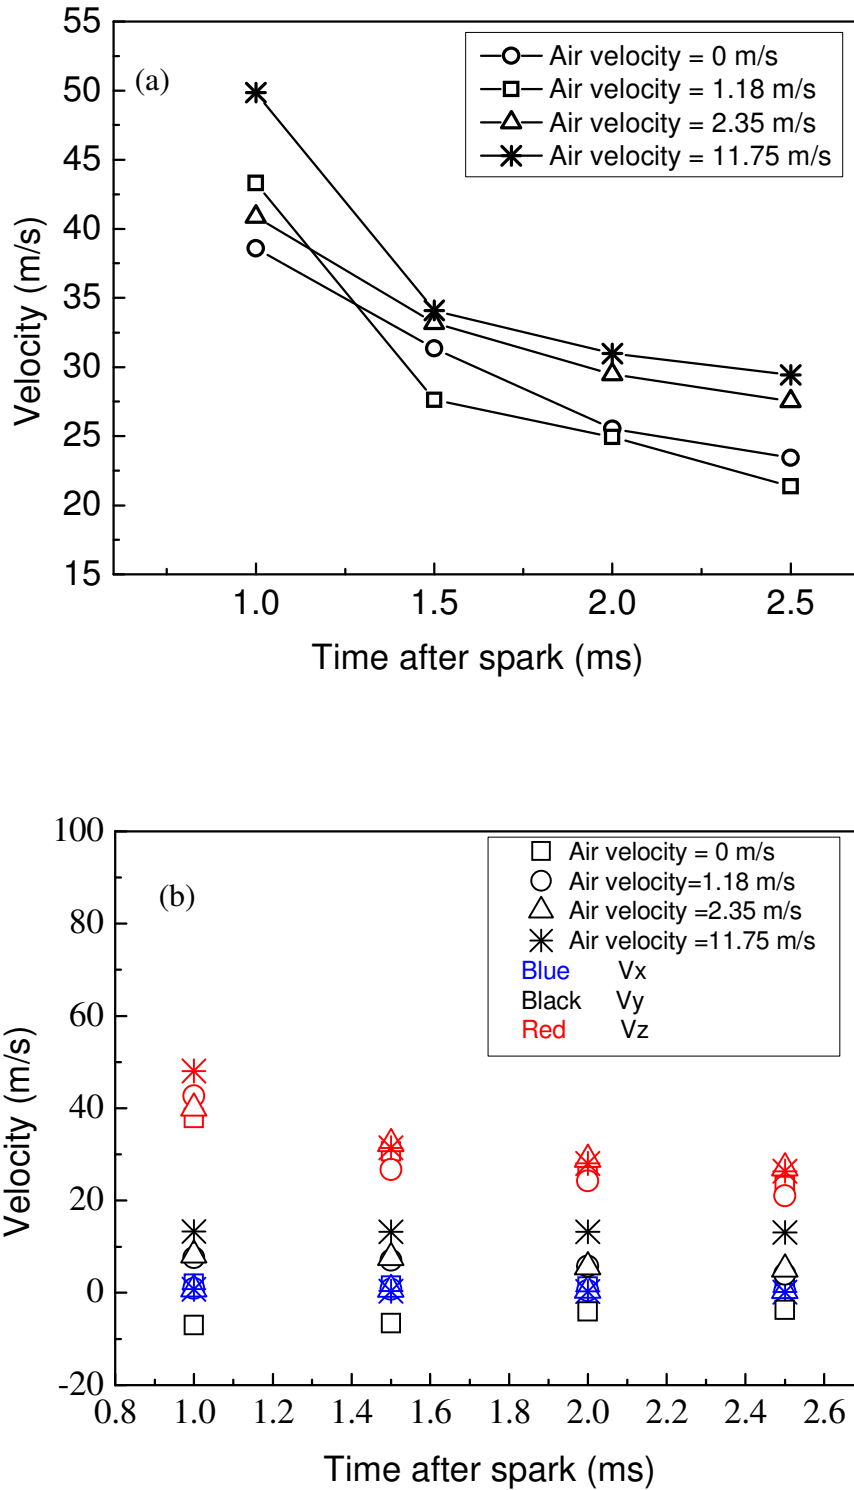 55
50
45
40
35
30
25
20
15
(a)
Air velocity = 0 m/s
Air velocity = 1.18 m/s
Air velocity = 2.35 m/s
Air velocity = 11.75 m/s
Velocity (m/s)
1.0 1.5 2.0 2.5
Time after spark (ms)
100
80
60
40
20
0
-20
(b)
Air velocity = 0 m/s
Air velocity=1.18 m/s
Air velocity =2.35 m/s
Air velocity =11.75 m/s
Blue Vx
Black Vy
Red Vz
Velocity (m/s)
0.8 1.0 1.2 1.4 1.6 1.8 2.0 2.2 2.4 2.6
Time after spark (ms)